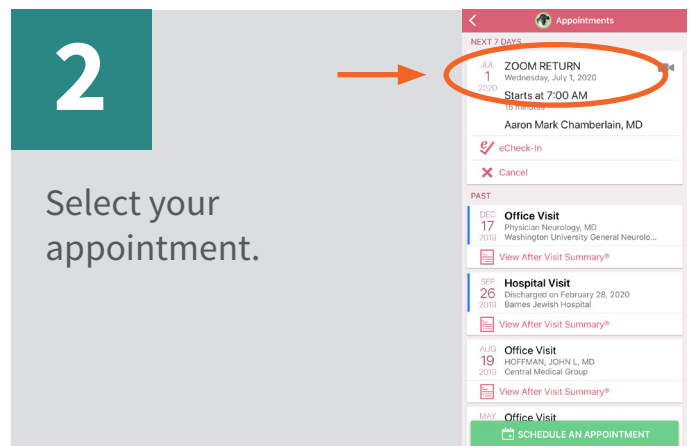 2
Select your
appointment.
Appointments
NEXT 7 DAYS
JUL
1
2020
ZOOM RETURN
Wednesday, July 1, 2020
Starts at 7:00 AM
15 minutes
Aaron Mark Chamberlain, MD
eCheck-In
Cancel
PAST
DEC
17
2019
Office Visit
Physician Neurology, MD
Washington University General Neurolo...
View After Visit Summary®
SEP
26
2019
Hospital Visit
Discharged on February 28, 2020
Barnes Jewish Hospital
View After Visit Summary®
AUG
19
2019
Office Visit
HOFFMAN, JOHN L, MD
Central Medical Group
View After Visit Summary®
MAY
Office Visit
SCHEDULE AN APPOINTMENT